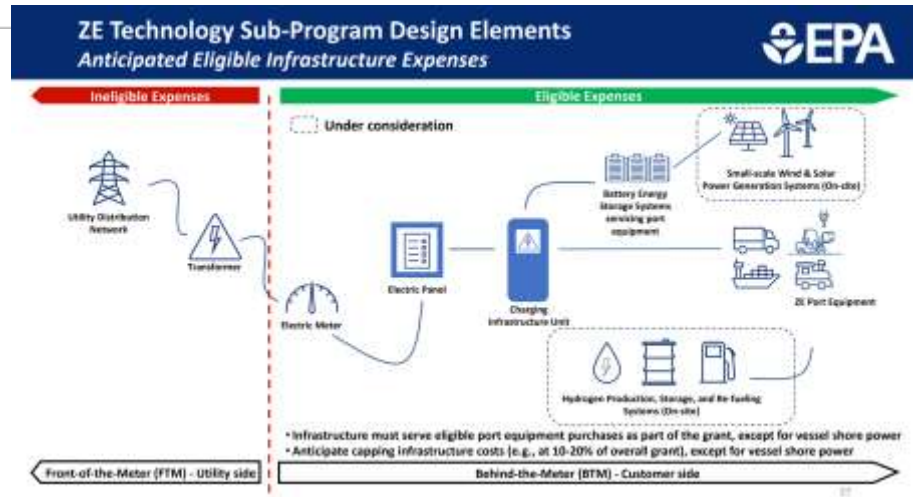 ZE Technology Sub-Program Design Elements
Anticipated Eligible Infrastructure Expenses
EPA
Ineligible Expenses
Eligible Expenses
Under consideration
Small-scale Wind & Solar
Power Generation Systems (On-site)
Battery Energy
Storage Systems
servicing port
equipment
Utility Distribution
Network
Transformer
Electric Meter
Electric Panel
Charging
Infrastructure Unit
ZE Port Equipment
Hydrogen Production, Storage, and Re-fueling
Systems (On-site)
• Infrastructure must serve eligible port equipment purchases as part of the grant, except for vessel shore power
• Anticipate capping infrastructure costs (e.g., at 10-20% of overall grant), except for vessel shore power
Front-of-the-Meter (FTM) - Utility side
Behind-the-Meter (BTM) - Customer side